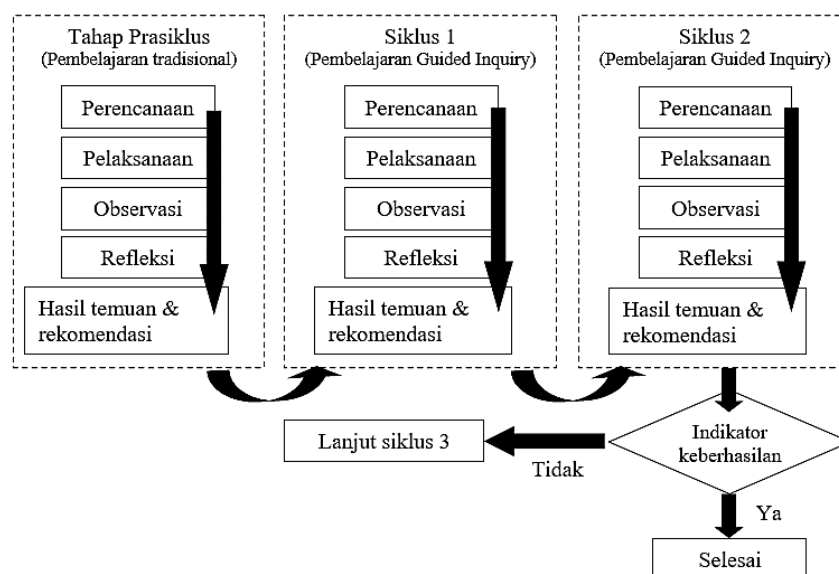 Tahap Prasiklus
(Pembelajaran tradisional)
Perencanaan
Pelaksanaan
Observasi
Refleksi
Hasil temuan &
rekomendasi
Siklus 1
(Pembelajaran Guided Inquiry)
Perencanaan
Pelaksanaan
Observasi
Refleksi
Hasil temuan &
rekomendasi
Siklus 2
(Pembelajaran Guided Inquiry)
Perencanaan
Pelaksanaan
Observasi
Refleksi
Hasil temuan &
rekomendasi
Indikator
keberhasilan
Tidak
Lanjut siklus 3
Ya
Selesai